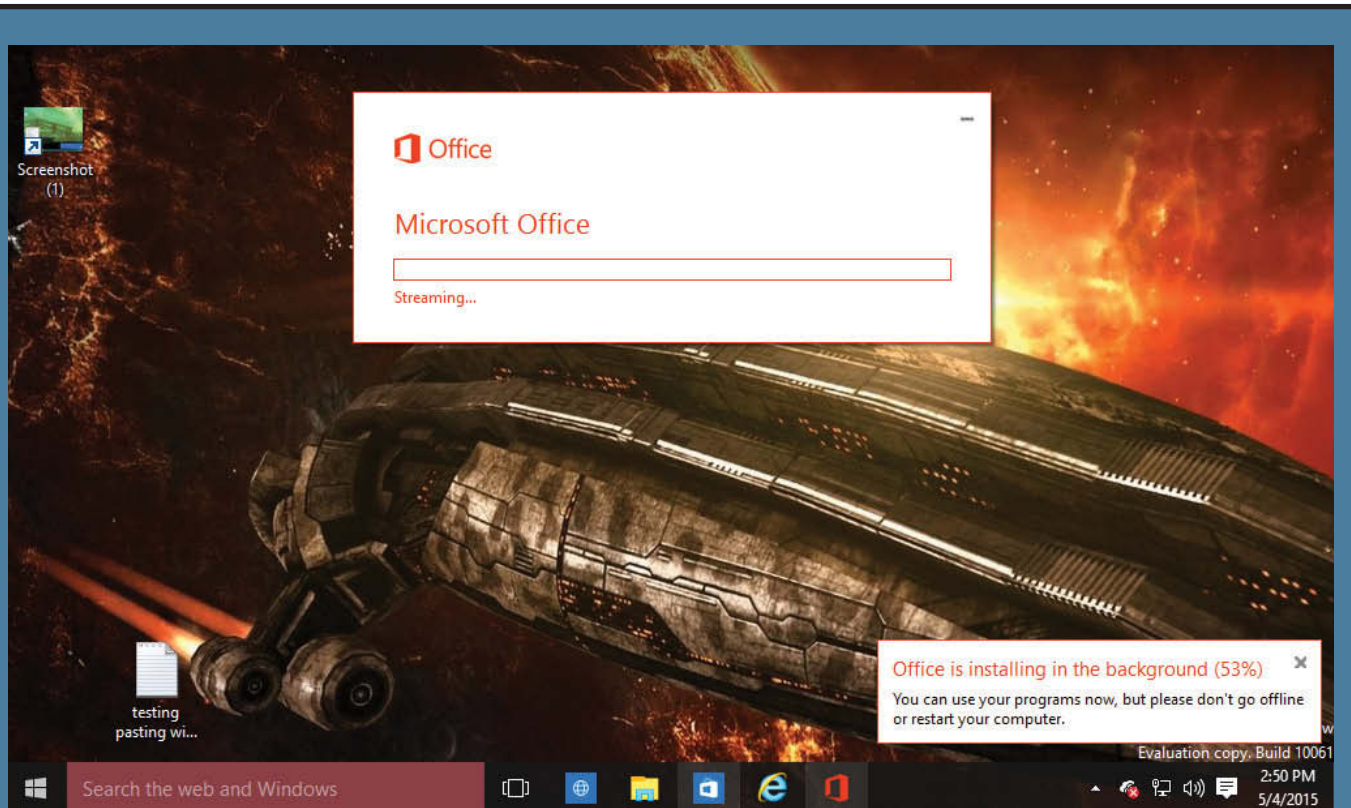 Screenshot
(1)
Office
Microsoft Office
Streaming...
testing
pasting wi...
Office is installing in the background (53%)
You can use your programs now, but please don't go offline
or restart your computer.
w
Evaluation copy. Build 10061
Search the web and Windows
2:50 PM
5/4/2015